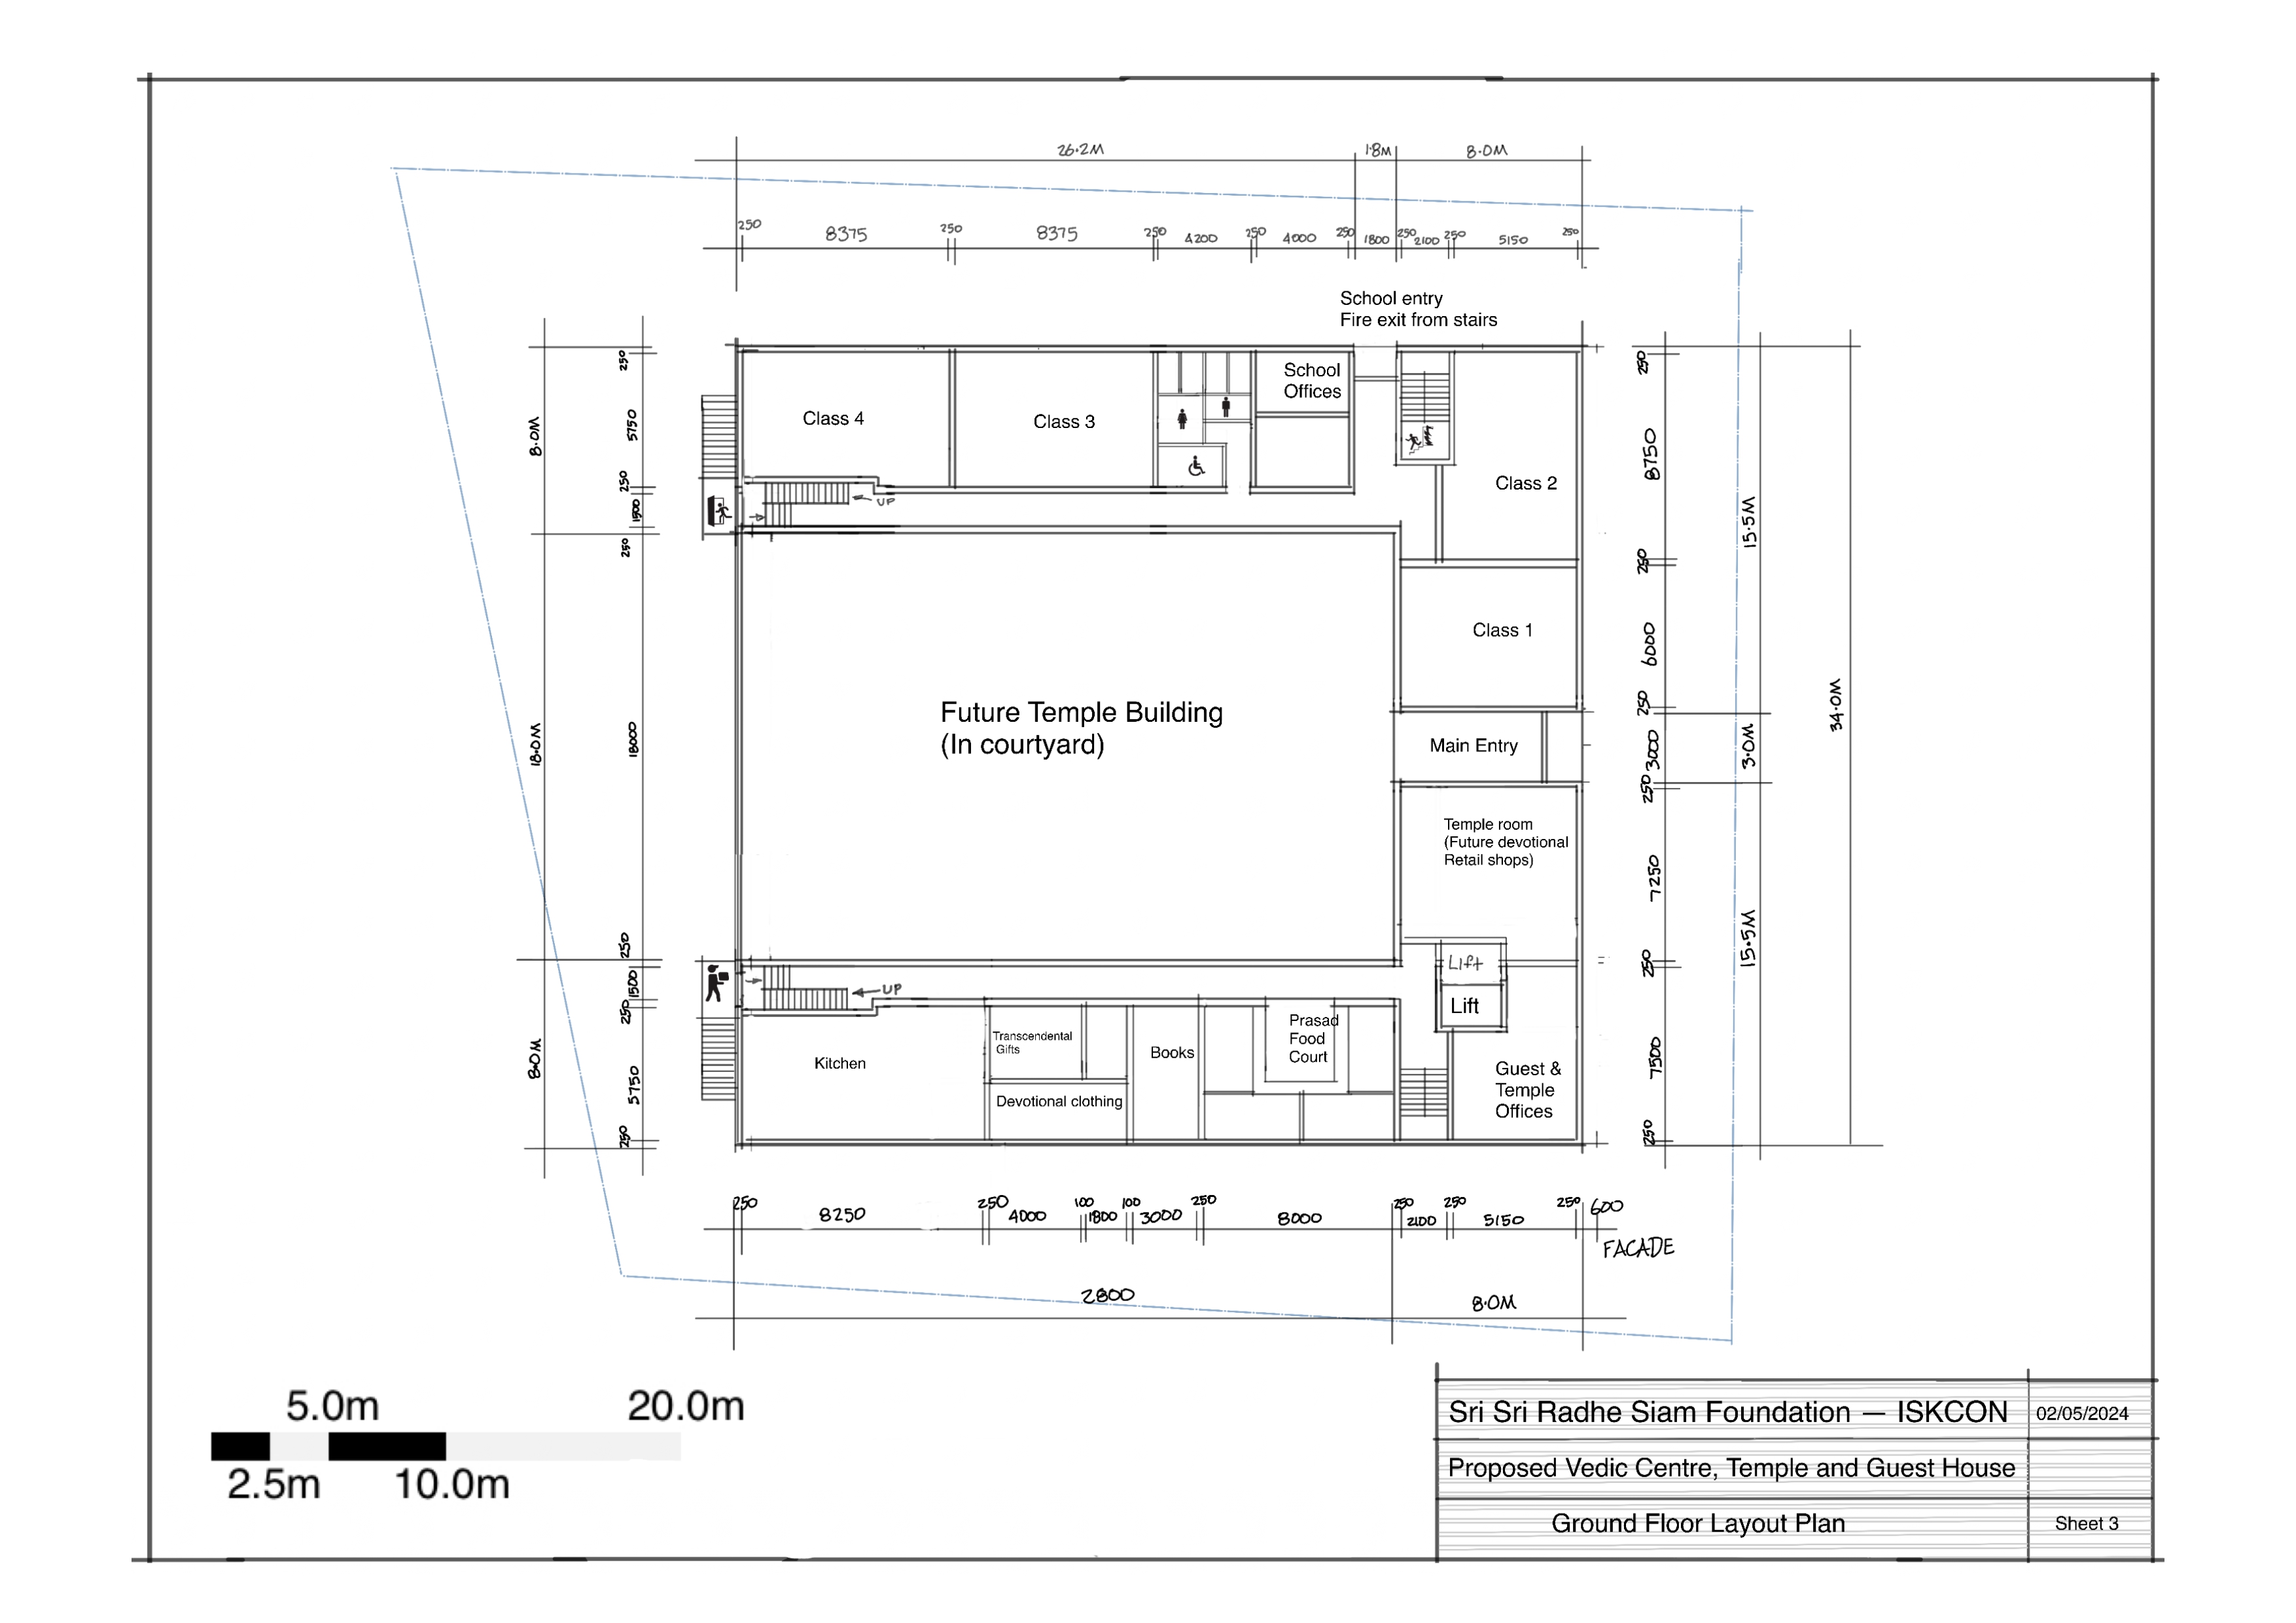 26.2M 1.8M 8.0M
250 8375 250 8375 250 4200 250 4000 250 1800 250 2100 250 5150 250
School entry
Fire exit from stairs
250
5750
250
1500
250
18000
250
1500
250
5750
250
8.0M
18.0M
8.0M
Class 4
Class 3
School
Offices
Class 2
UP
Class 1
Future Temple Building
(In courtyard)
Main Entry
Temple room
(Future devotional
Retail shops)
Lift
Lift
UP
Kitchen
Transcendental
Gifts
Devotional clothing
Books
Prasad
Food
Court
Guest &
Temple
Offices
250
8750
250
6000
250
3000
250
7250
250
7500
250
15.5M
3.0M
15.5M
34.0M
250 8250 250 4000 100 1800 100 3000 250 8000 250 2100 250 5150 250 600
FACADE
2800 8.0M
5.0m 20.0m
2.5m 10.0m
Sri Sri Radhe Siam Foundation — ISKCON 02/05/2024
Proposed Vedic Centre, Temple and Guest House
Ground Floor Layout Plan Sheet 3